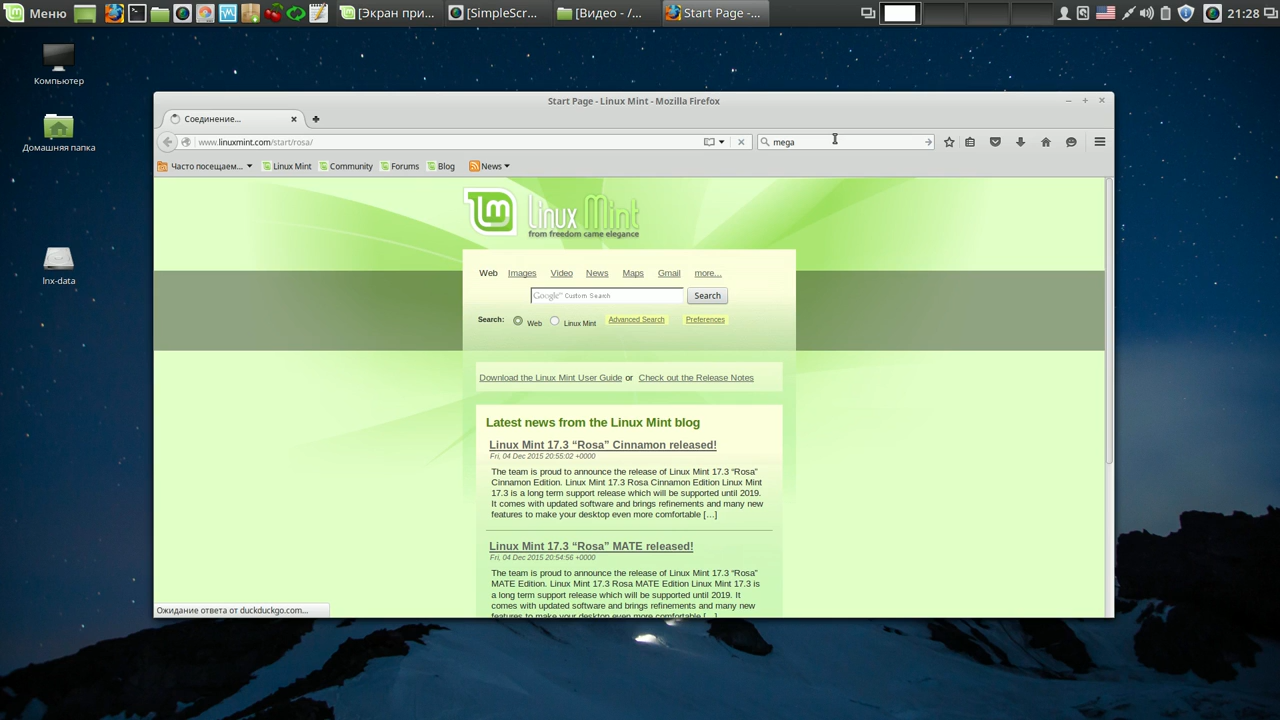 Меню
[Экран при...
[SimpleScr...
[Видео - /...
Start Page -...
21:28
Компьютер
Домашняя папка
lnx-data
Start Page - Linux Mint - Mozilla Firefox
Соединение...
www.linuxmint.com/start/rosa/
mega
Часто посещаем...
Linux Mint
Community
Forums
Blog
News
Linux Mint
from freedom came elegance
Web Images Video News Maps Gmail more...
Google™ Custom Search
Search
Search: Web Linux Mint Advanced Search Preferences
Download the Linux Mint User Guide or Check out the Release Notes
Latest news from the Linux Mint blog
Linux Mint 17.3 “Rosa” Cinnamon released!
Fri, 04 Dec 2015 20:55:02 +0000
The team is proud to announce the release of Linux Mint 17.3 “Rosa”
Cinnamon Edition. Linux Mint 17.3 Rosa Cinnamon Edition Linux Mint
17.3 is a long term support release which will be supported until 2019.
It comes with updated software and brings refinements and many new
features to make your desktop even more comfortable […]
Linux Mint 17.3 “Rosa” MATE released!
Fri, 04 Dec 2015 20:54:56 +0000
The team is proud to announce the release of Linux Mint 17.3 “Rosa”
MATE Edition. Linux Mint 17.3 Rosa MATE Edition Linux Mint 17.3 is
a long term support release which will be supported until 2019. It
comes with updated software and brings refinements and many new
features to make your desktop even more comfortable […]
Ожидание ответа от duckduckgo.com...